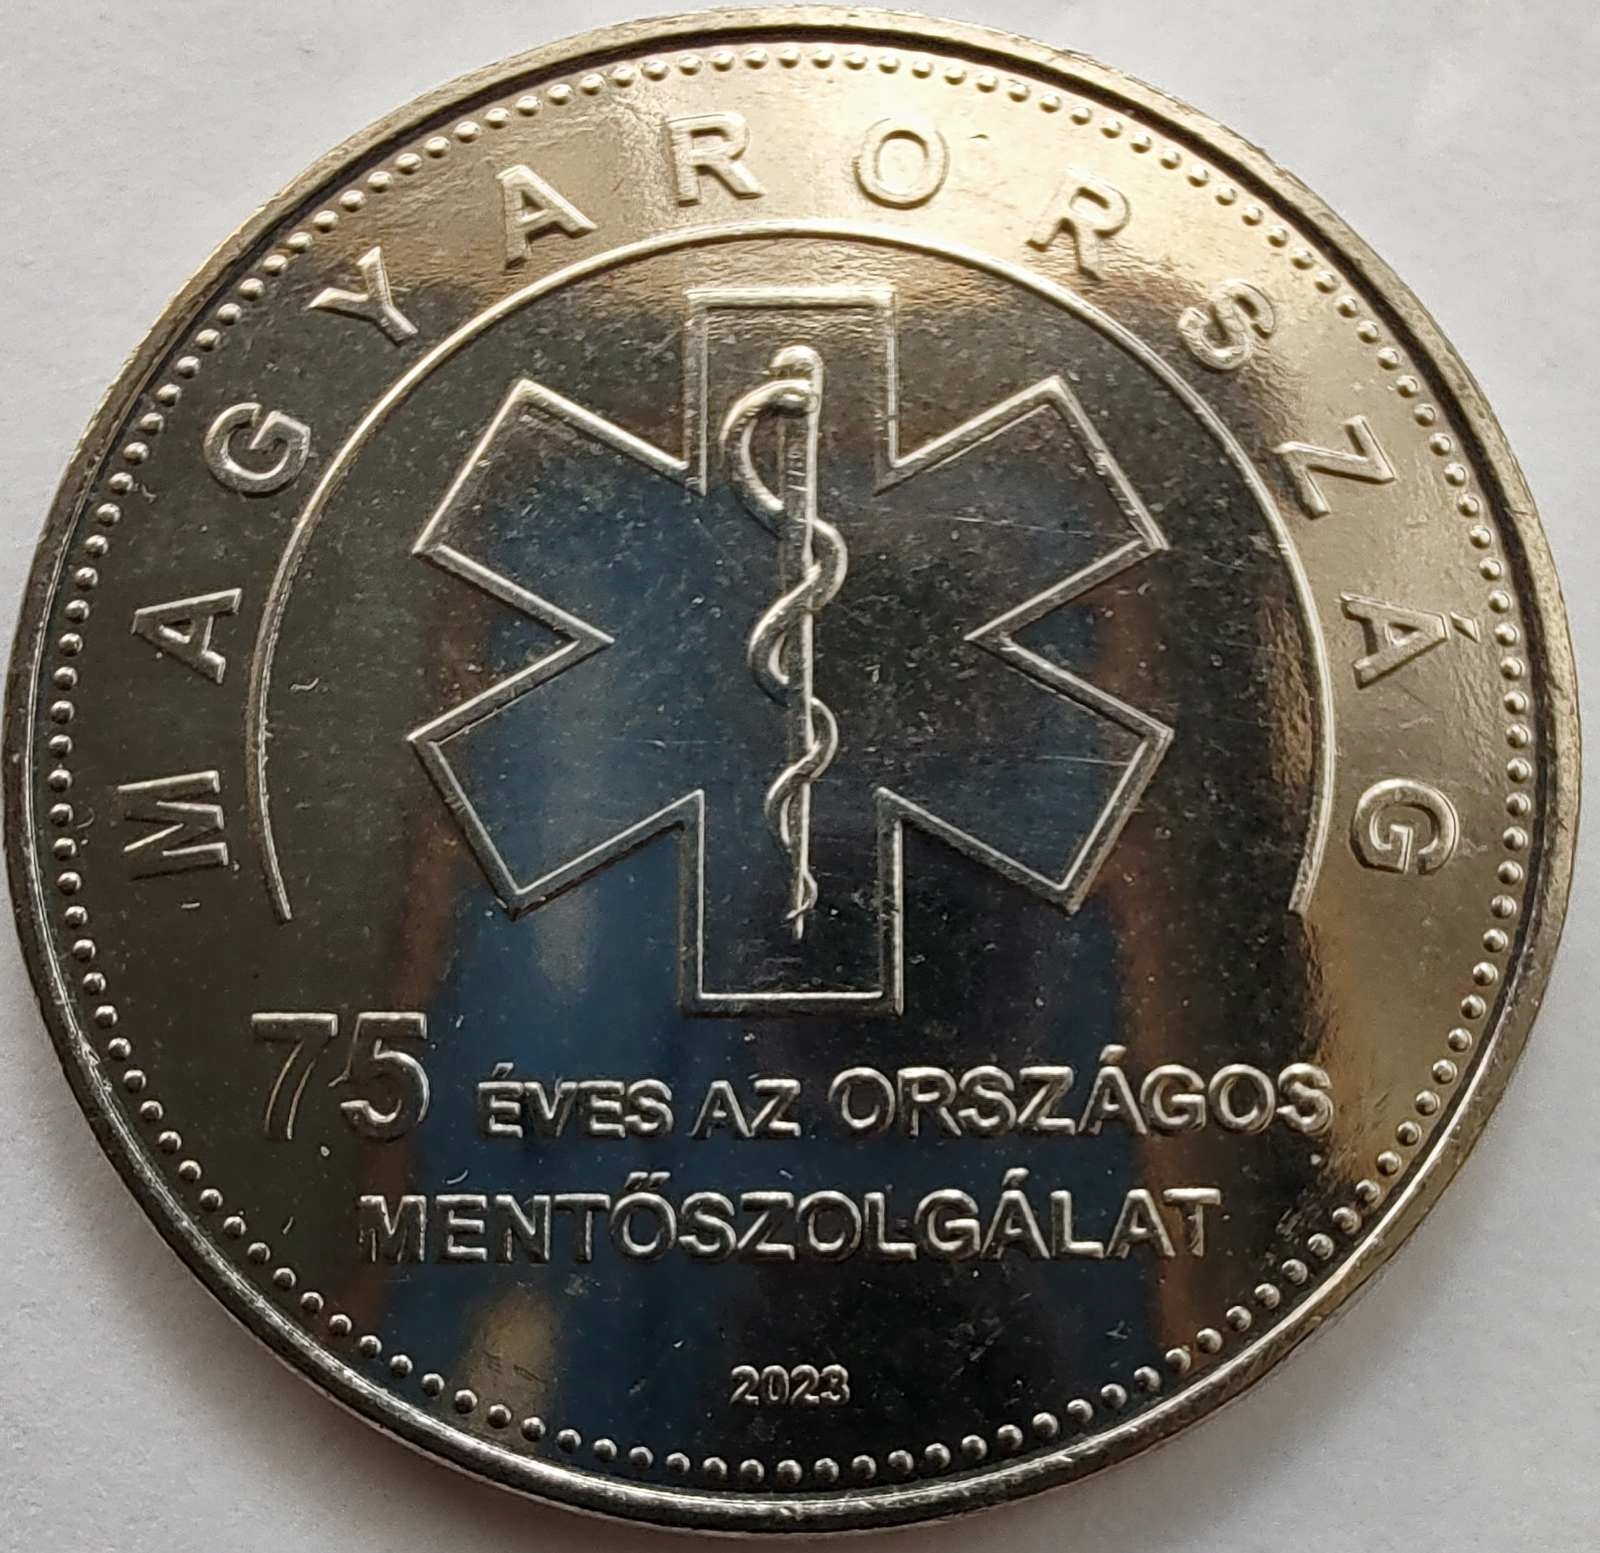 MAGYARORSZÁG
75 ÉVES AZ ORSZÁGOS
MENTŐSZOLGÁLAT
2023